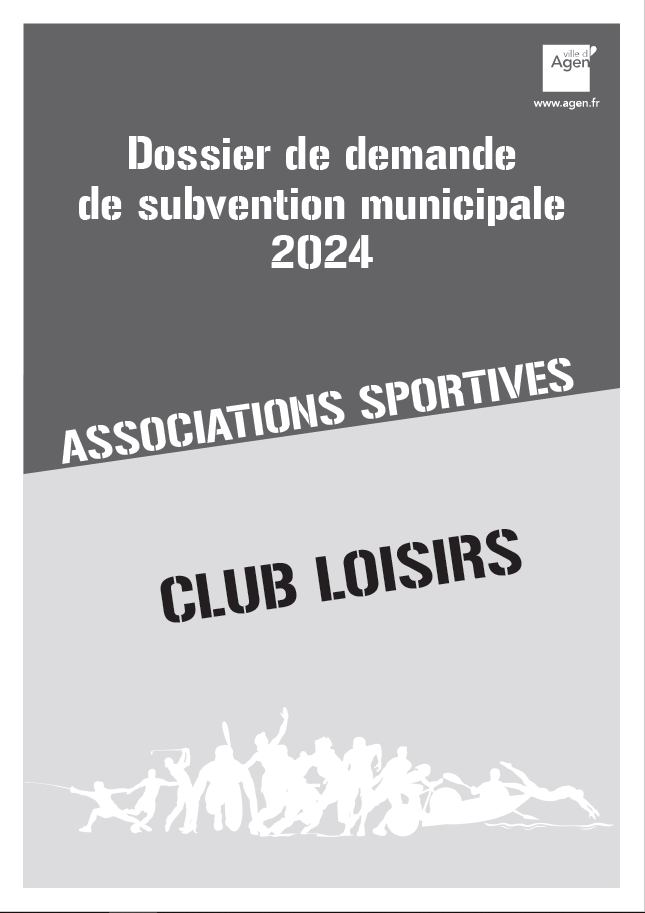 ville d'
Agen
www.agen.fr
Dossier de demande
de subvention municipale
2024
ASSOCIATIONS SPORTIVES
CLUB LOISIRS